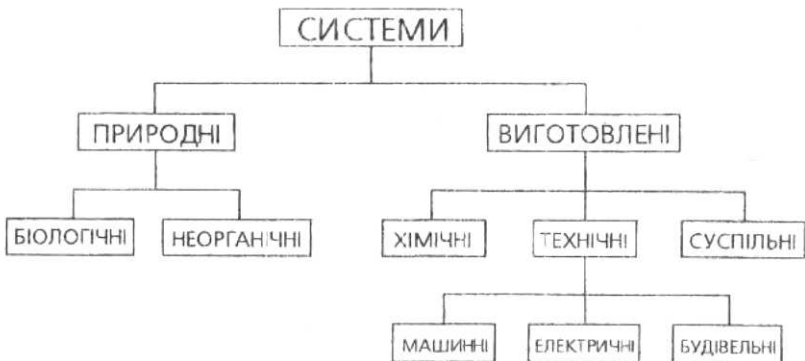 СИСТЕМИ
ПРИРОДНІ
ВИГОТОВЛЕНІ
БІОЛОГІЧНІ
НЕОРГАНІЧНІ
ХІМІЧНІ
ТЕХНІЧНІ
СУСПІЛЬНІ
МАШИННІ
ЕЛЕКТРИЧНІ
БУДІВЕЛЬНІ